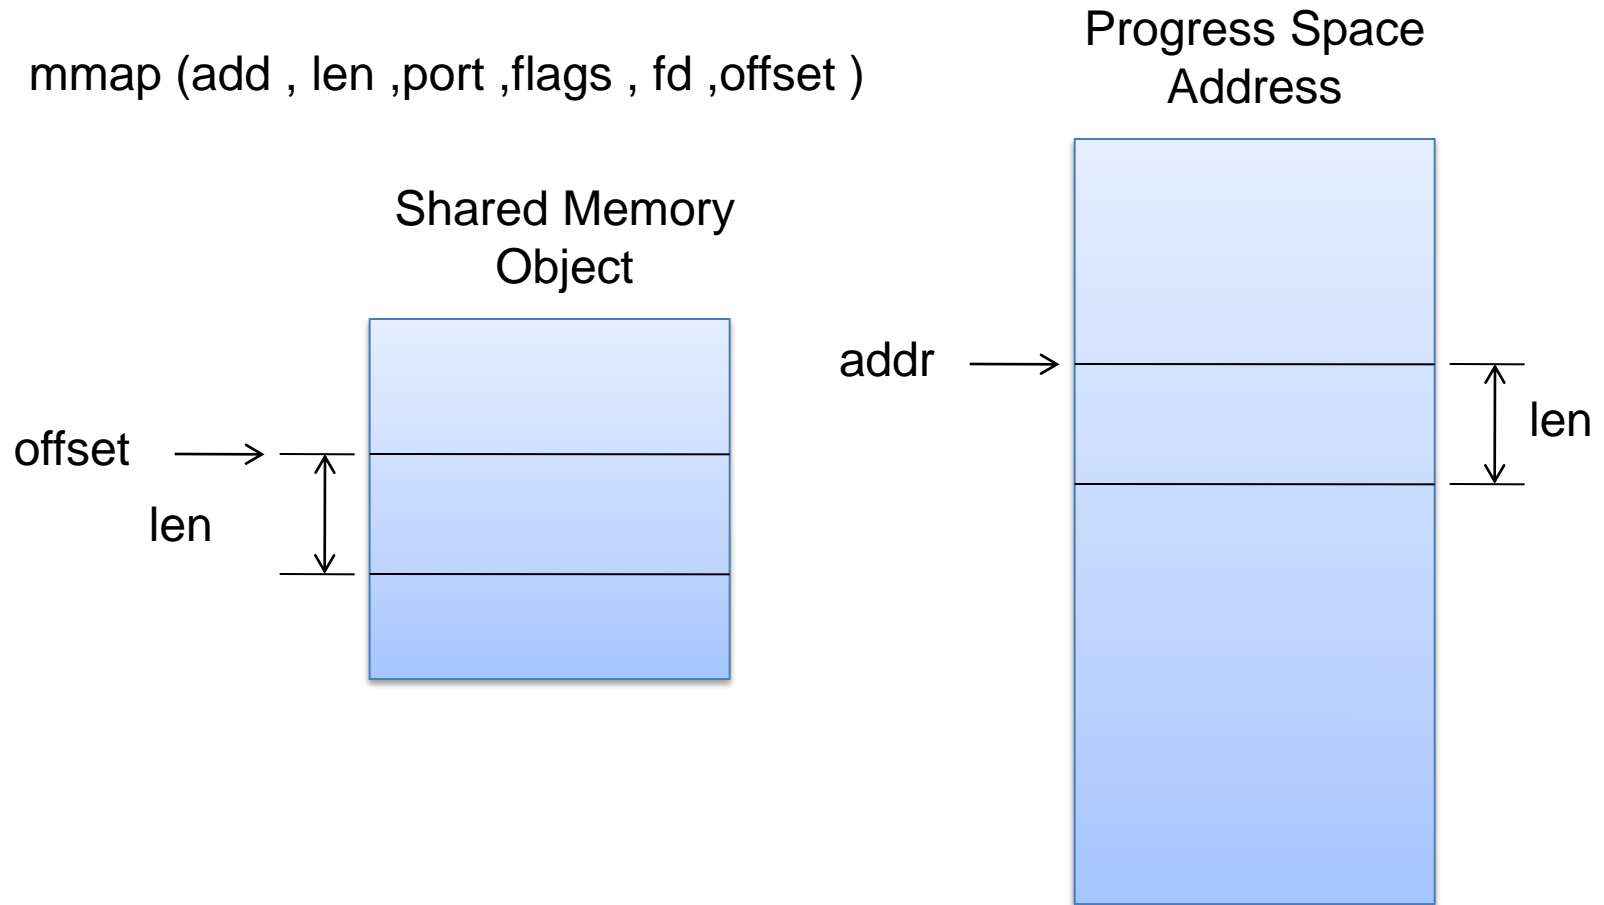 mmap (add , len ,port ,flags , fd ,offset )
Progress Space
Address
Shared Memory
Object
addr
len
offset
len